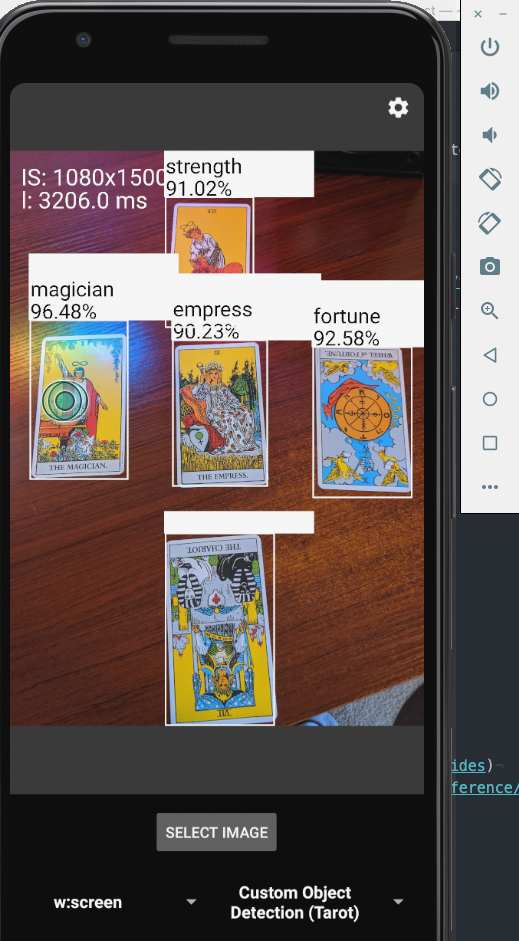 IS: 1080x1500
I: 3206.0 ms
strength
91.02%
VIII
magician
96.48%
empress
90.23%
fortune
92.58%
III
WHEEL of FORTUNE.
THE MAGICIAN.
THE EMPRESS.
THE CHARIOT.
VII
SELECT IMAGE
w:screen
Custom Object
Detection (Tarot)
ides)
ference/